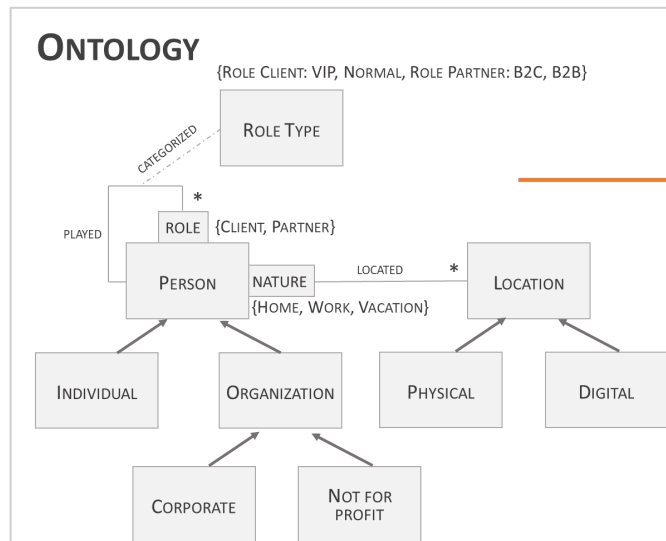 ONTOLOGY
{ROLE CLIENT: VIP, NORMAL, ROLE PARTNER: B2C, B2B}
ROLE TYPE
CATEGORIZED
*
PLAYED
ROLE
{CLIENT, PARTNER}
PERSON
NATURE
LOCATED
*
LOCATION
{HOME, WORK, VACATION}
INDIVIDUAL
ORGANIZATION
PHYSICAL
DIGITAL
CORPORATE
NOT FOR
PROFIT